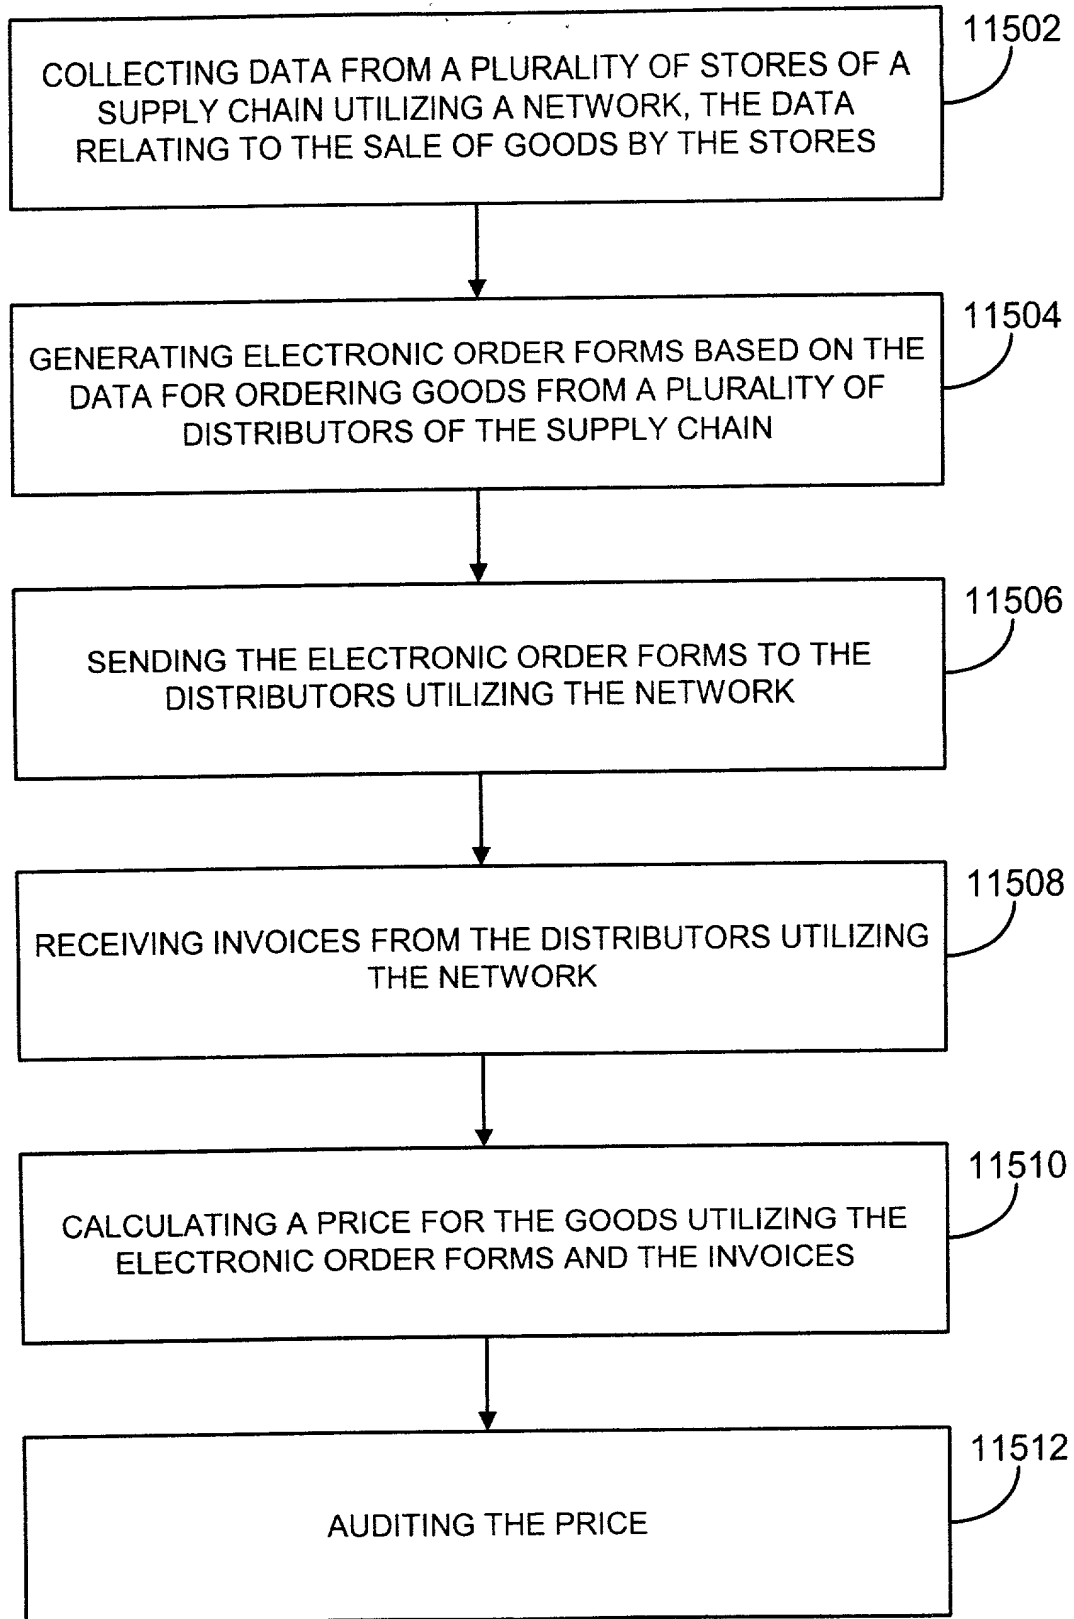 11502
COLLECTING DATA FROM A PLURALITY OF STORES OF A
SUPPLY CHAIN UTILIZING A NETWORK, THE DATA
RELATING TO THE SALE OF GOODS BY THE STORES
11504
GENERATING ELECTRONIC ORDER FORMS BASED ON THE
DATA FOR ORDERING GOODS FROM A PLURALITY OF
DISTRIBUTORS OF THE SUPPLY CHAIN
11506
SENDING THE ELECTRONIC ORDER FORMS TO THE
DISTRIBUTORS UTILIZING THE NETWORK
11508
RECEIVING INVOICES FROM THE DISTRIBUTORS UTILIZING
THE NETWORK
11510
CALCULATING A PRICE FOR THE GOODS UTILIZING THE
ELECTRONIC ORDER FORMS AND THE INVOICES
11512
AUDITING THE PRICE